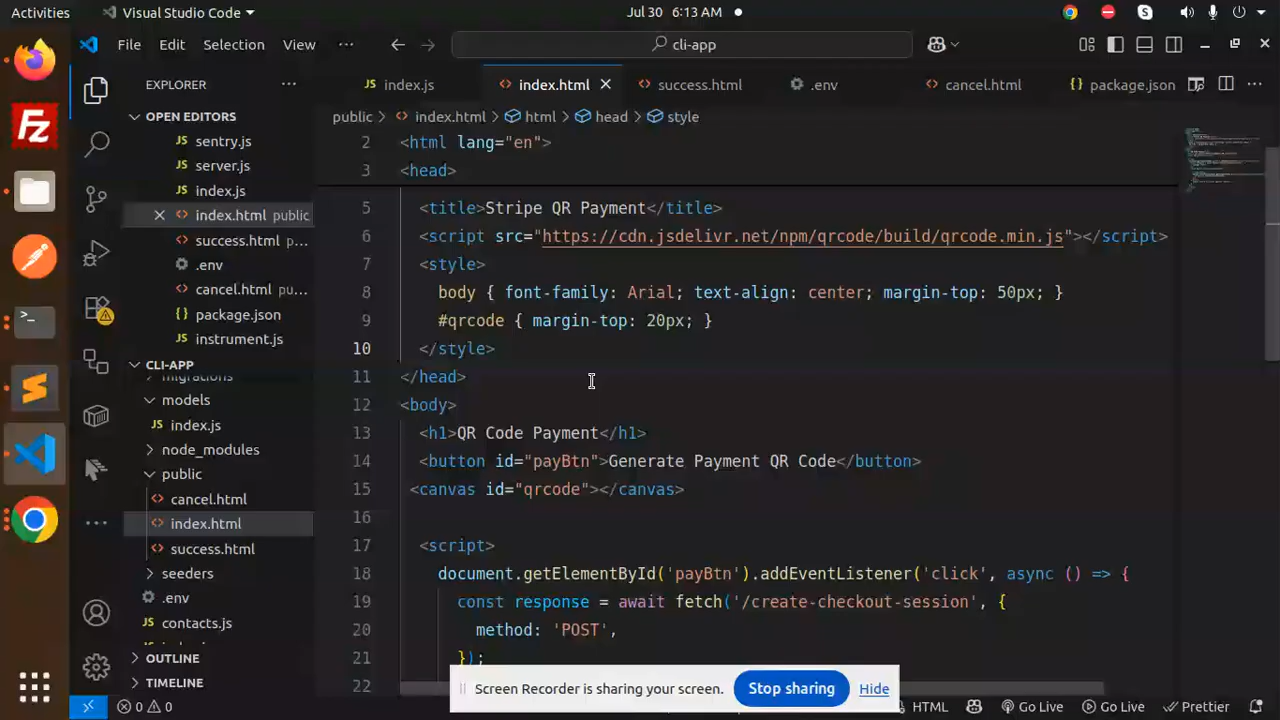 Activities
Visual Studio Code
Jul 30 6:13 AM
File Edit Selection View ···
cli-app
EXPLORER
index.js
index.html
success.html
.env
cancel.html
package.json
OPEN EDITORS
JS sentry.js
JS server.js
JS index.js
index.html public
success.html p...
.env
cancel.html pu...
package.json
JS instrument.js
CLI-APP
migrations
models
JS index.js
node_modules
public
cancel.html
index.html
success.html
seeders
.env
JS contacts.js
OUTLINE
TIMELINE
public > index.html > html > head > style
2 <html lang="en">
3 <head>
5 <title>Stripe QR Payment</title>
6 <script src="https://cdn.jsdelivr.net/npm/qrcode/build/qrcode.min.js"></script>
7 <style>
8 body { font-family: Arial; text-align: center; margin-top: 50px; }
9 #qrcode { margin-top: 20px; }
10 </style>
11 </head>
12 <body>
13 <h1>QR Code Payment</h1>
14 <button id="payBtn">Generate Payment QR Code</button>
15 <canvas id="qrcode"></canvas>
16
17 <script>
18 document.getElementById('payBtn').addEventListener('click', async () => {
19 const response = await fetch('/create-checkout-session', {
20 method: 'POST',
21 });
22
Screen Recorder is sharing your screen.
Stop sharing
Hide
0 0
HTML
Go Live
Go Live
Prettier